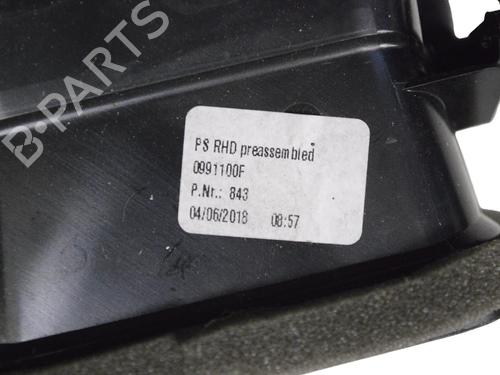 B-PARTS
PS RHD preassembled
0991100F
P.Nr.: 843
04/06/2018 08:57